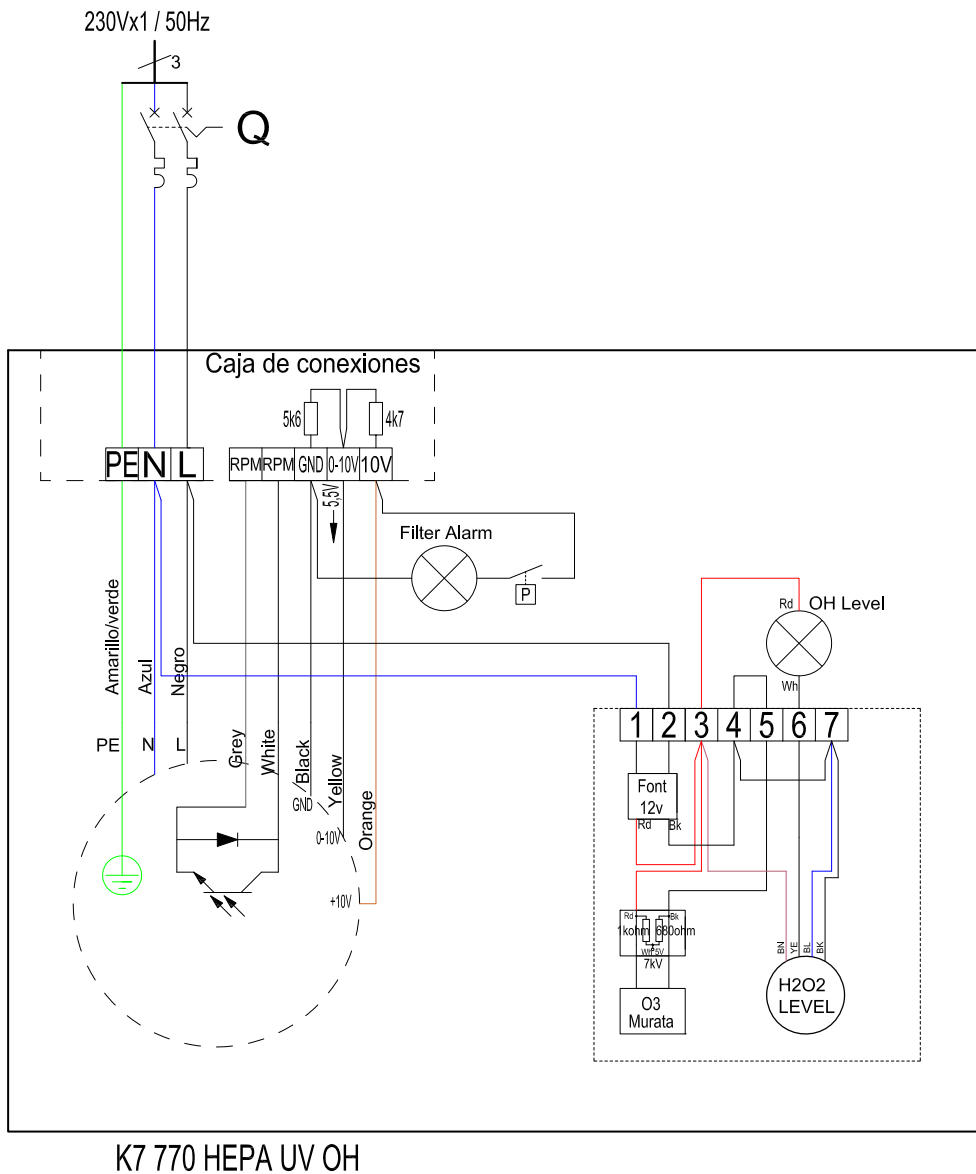 230Vx1 / 50Hz
3
Q
Caja de conexiones
5k6
4k7
PE N L
RPM RPM GND 0-10V 10V
5,5V
Filter Alarm
P
Amarillo/verde
Azul
Negro
PE N L
Grey
White
Black
Yellow
Orange
GND
0-10V
+10V
Rd
OH Level
Wh
1 2 3 4 5 6 7
Font
12v
Rd Bk
Rd Bk
1kohm 680ohm
Wh 5V
7kV
O3
Murata
BN YE BL BK
H2O2
LEVEL
K7 770 HEPA UV OH